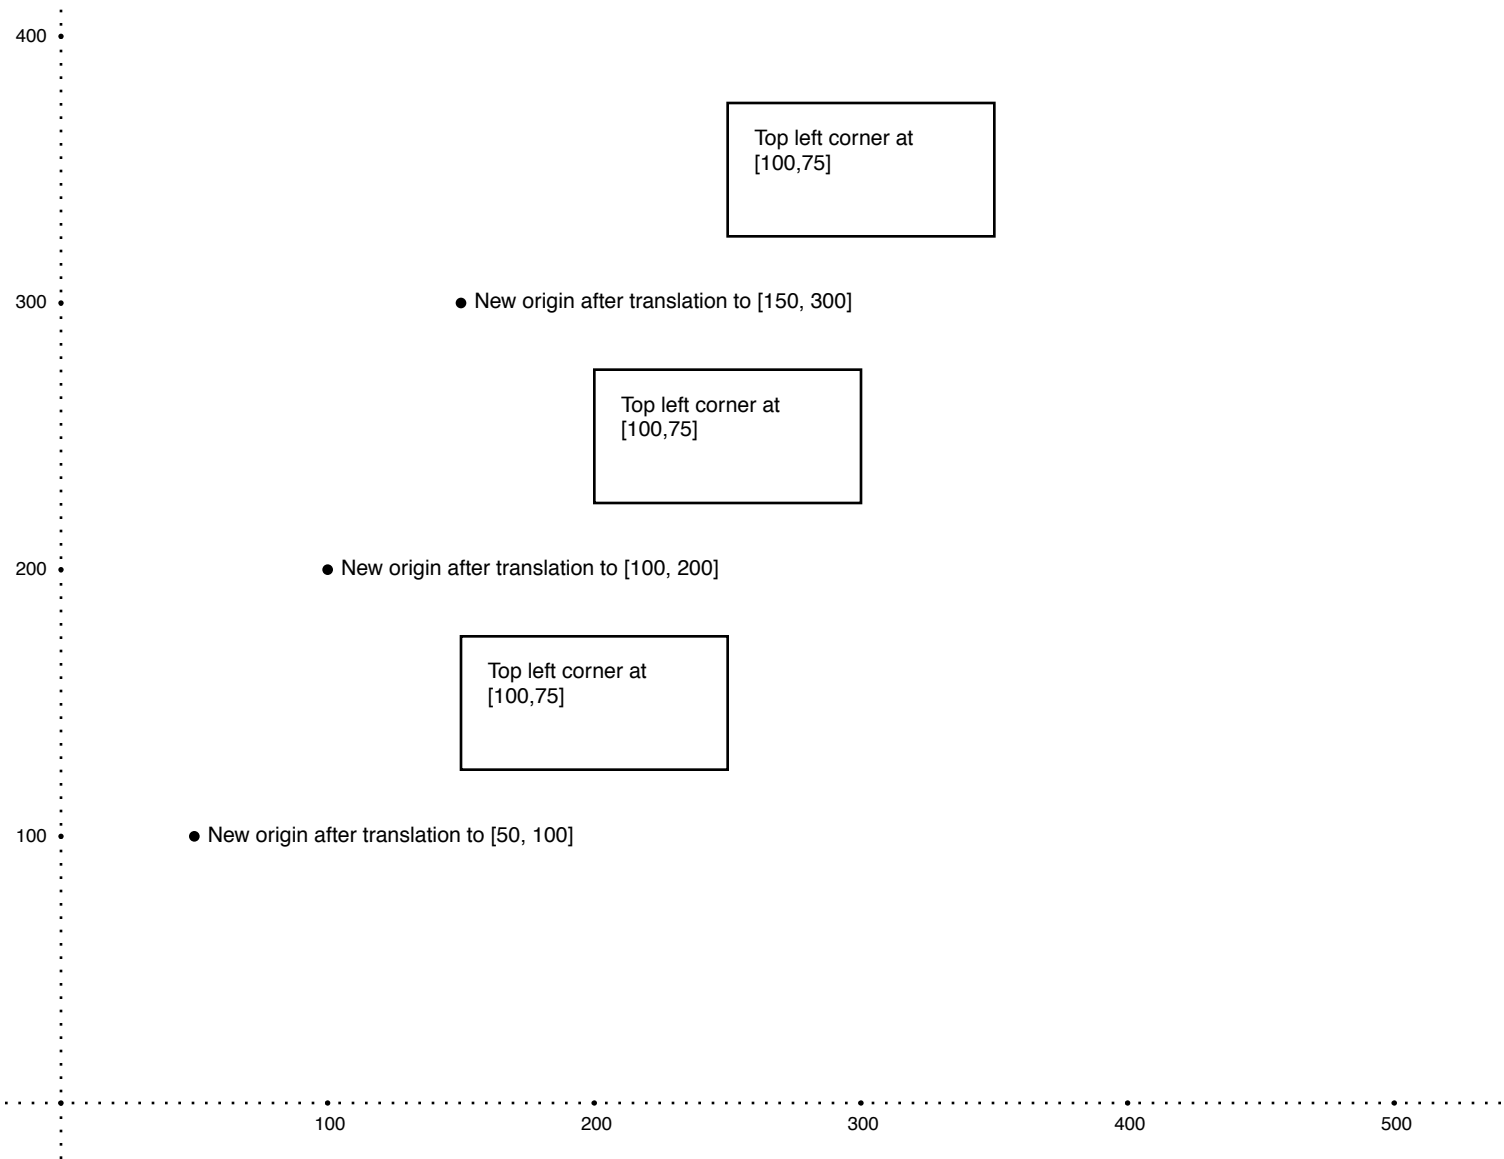 400
Top left corner at
[100,75]
300
New origin after translation to [150, 300]
Top left corner at
[100,75]
200
New origin after translation to [100, 200]
Top left corner at
[100,75]
100
New origin after translation to [50, 100]
100 200 300 400 500